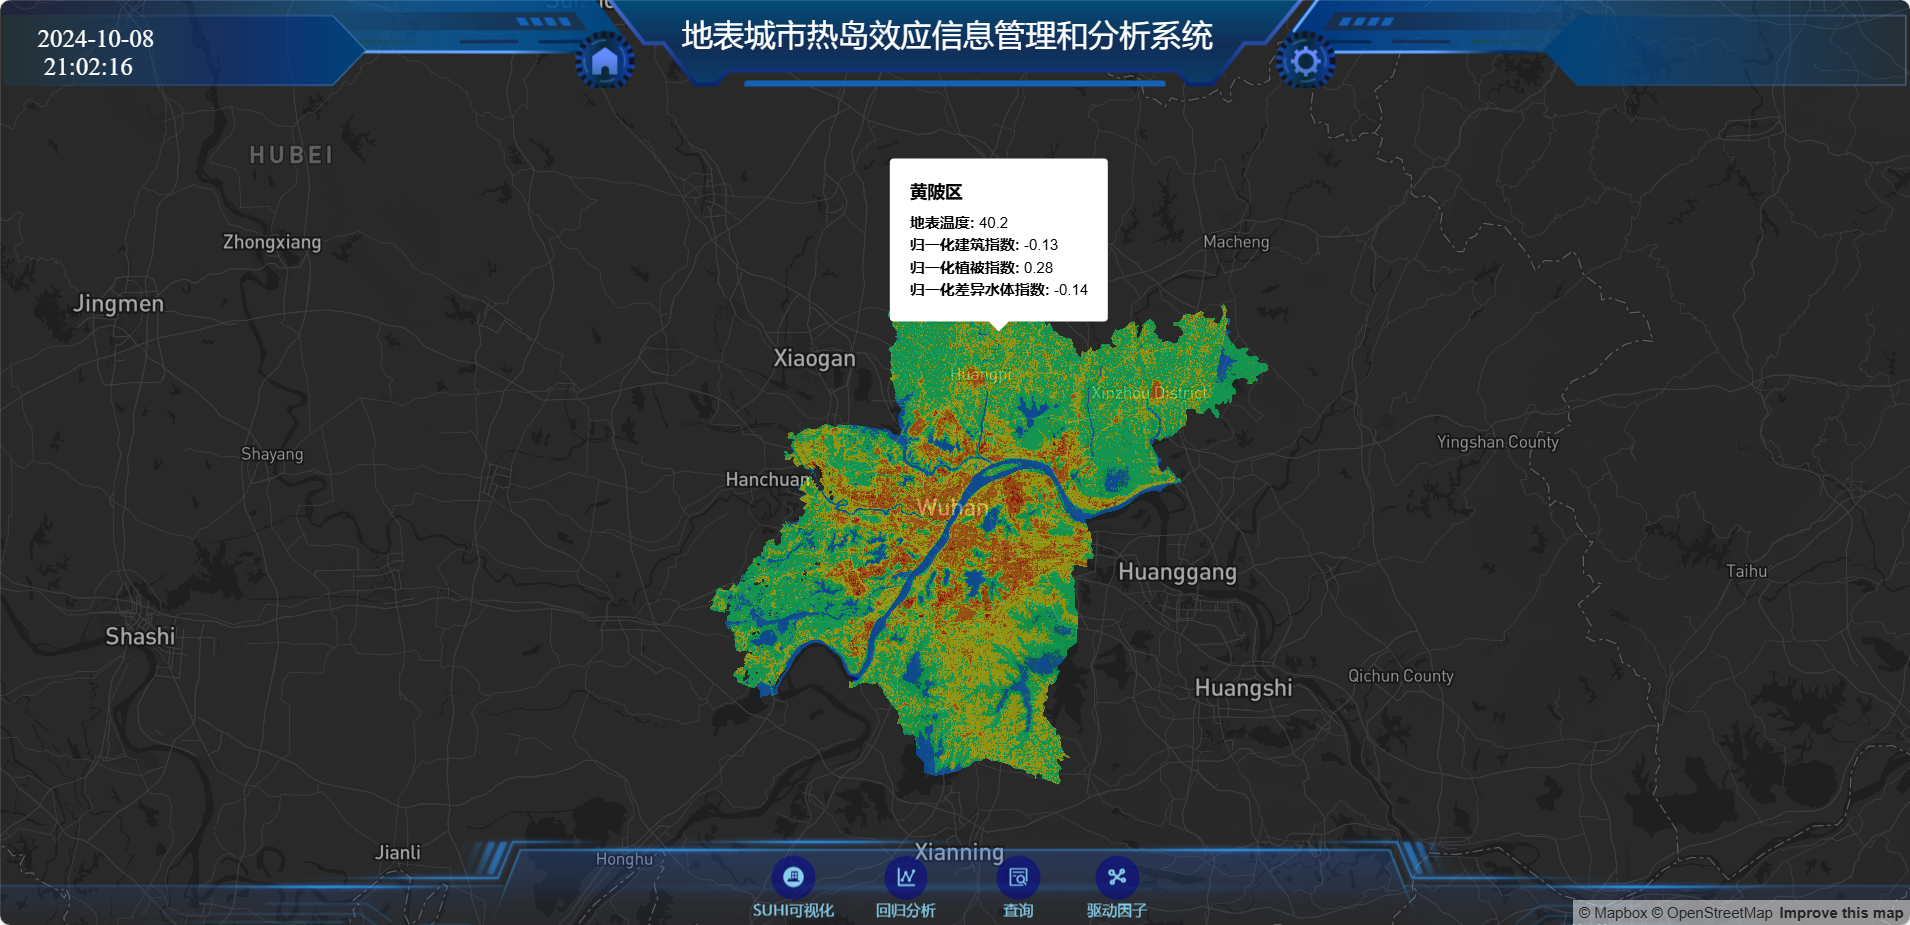 2024-10-08
21:02:16
地表城市热岛效应信息管理和分析系统
HUBEI
黄陂区
地表温度: 40.2
归一化建筑指数: -0.13
归一化植被指数: 0.28
归一化差异水体指数: -0.14
Zhongxiang
Macheng
Jingmen
Xiaogan
Huangpi
Xinzhou District
Yingshan County
Shayang
Hanchuan
Wuhan
Huanggang
Taihu
Shashi
Qichun County
Huangshi
Jianli
Honghu
Xianning
SUHI可视化
回归分析
查询
驱动因子
© Mapbox © OpenStreetMap Improve this map